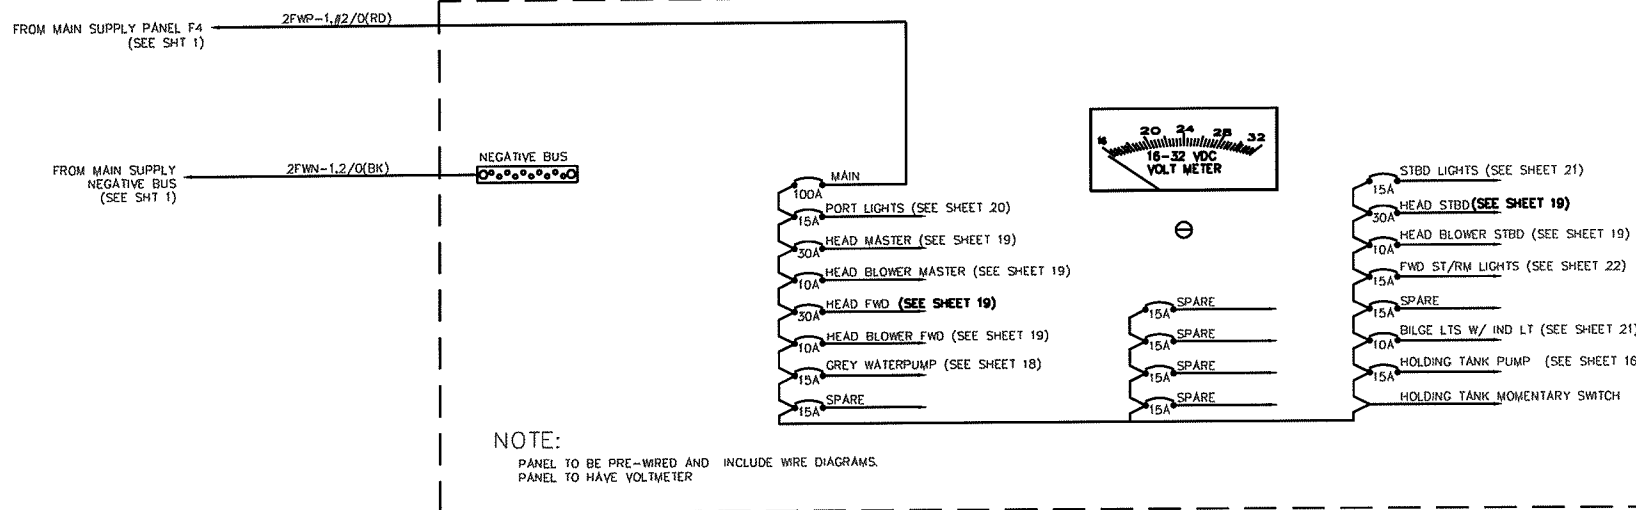 2FWP-1,#2/0(RD)
FROM MAIN SUPPLY PANEL F4
(SEE SHT 1)
2FWN-1,2/0(BK)
FROM MAIN SUPPLY
NEGATIVE BUS
(SEE SHT 1)
NEGATIVE BUS
MAIN
100A
PORT LIGHTS (SEE SHEET 20)
15A
HEAD MASTER (SEE SHEET 19)
30A
HEAD BLOWER MASTER (SEE SHEET 19)
10A
HEAD FWD (SEE SHEET 19)
30A
HEAD BLOWER FWD (SEE SHEET 19)
10A
GREY WATERPUMP (SEE SHEET 18)
15A
SPARE
15A
16 20 24 28 32
16-32 VDC
VOLT METER
SPARE
15A
SPARE
15A
SPARE
15A
SPARE
15A
STBD LIGHTS (SEE SHEET 21)
15A
HEAD STBD(SEE SHEET 19)
30A
HEAD BLOWER STBD (SEE SHEET 19)
10A
FWD ST/RM LIGHTS (SEE SHEET 22)
15A
SPARE
15A
BILGE LTS W/ IND LT (SEE SHEET 21)
10A
HOLDING TANK PUMP (SEE SHEET 16
15A
HOLDING TANK MOMENTARY SWITCH
NOTE:
PANEL TO BE PRE-WIRED AND INCLUDE WIRE DIAGRAMS.
PANEL TO HAVE VOLTMETER